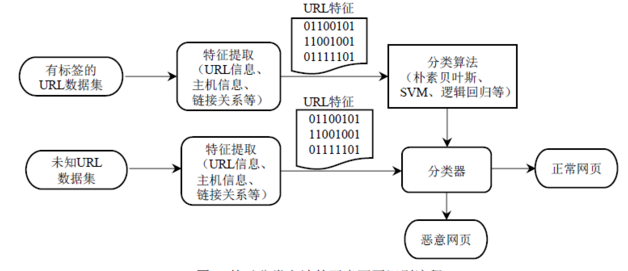 URL特征
01100101
11001001
01111101
有标签的
URL数据集
特征提取
（URL信息、
主机信息、
链接关系等）
分类算法
（朴素贝叶斯、
SVM、逻辑回归等）
URL特征
01100101
11001001
01111101
未知URL
数据集
特征提取
（URL信息、
主机信息、
链接关系等）
分类器
正常网页
恶意网页